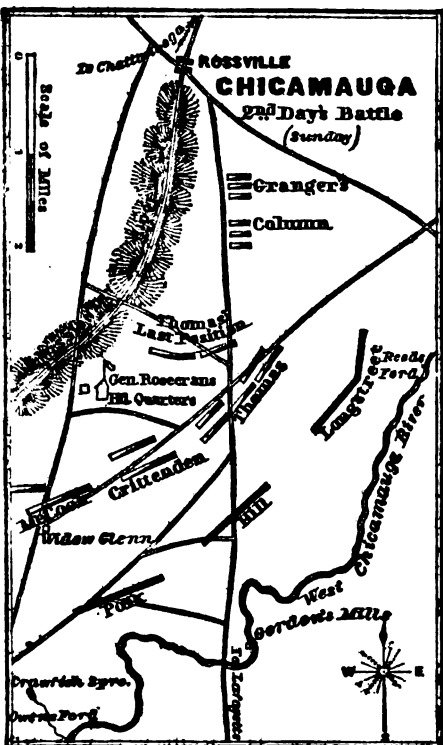 To Chattanooga
ROSSVILLE
CHICAMAUGA
2nd Day's Battle
(Sunday)
0
1
2
Scale of Miles
Granger's
Column
Thomas
Last Position
Gen. Rosecrans
Hd. Quarters
Thomas
Longstreet
Reeds
Ford
Chicamauga River
Crittenden
McCook
Widow Glenn
Hill
Polk
West
Gordon's Mills
To Lafayette
Crawfish Sprs.
Owens Ford
W
E